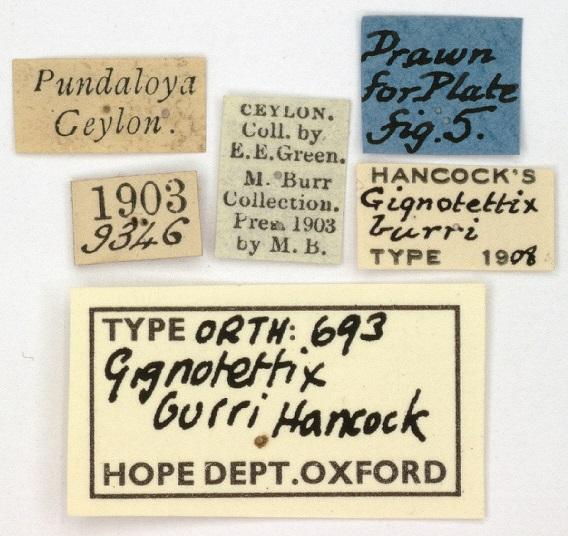 Pundaloya
Ceylon.
Drawn
for Plate
fig. 5.
CEYLON.
Coll. by
E.E.Green.
M. Burr
Collection.
Pres 1903
by M. B.
1903
9346
HANCOCK'S
Gignotettix
burri
TYPE 1908
TYPE ORTH: 693
Gignotettix
burri Hancock
HOPE DEPT.OXFORD